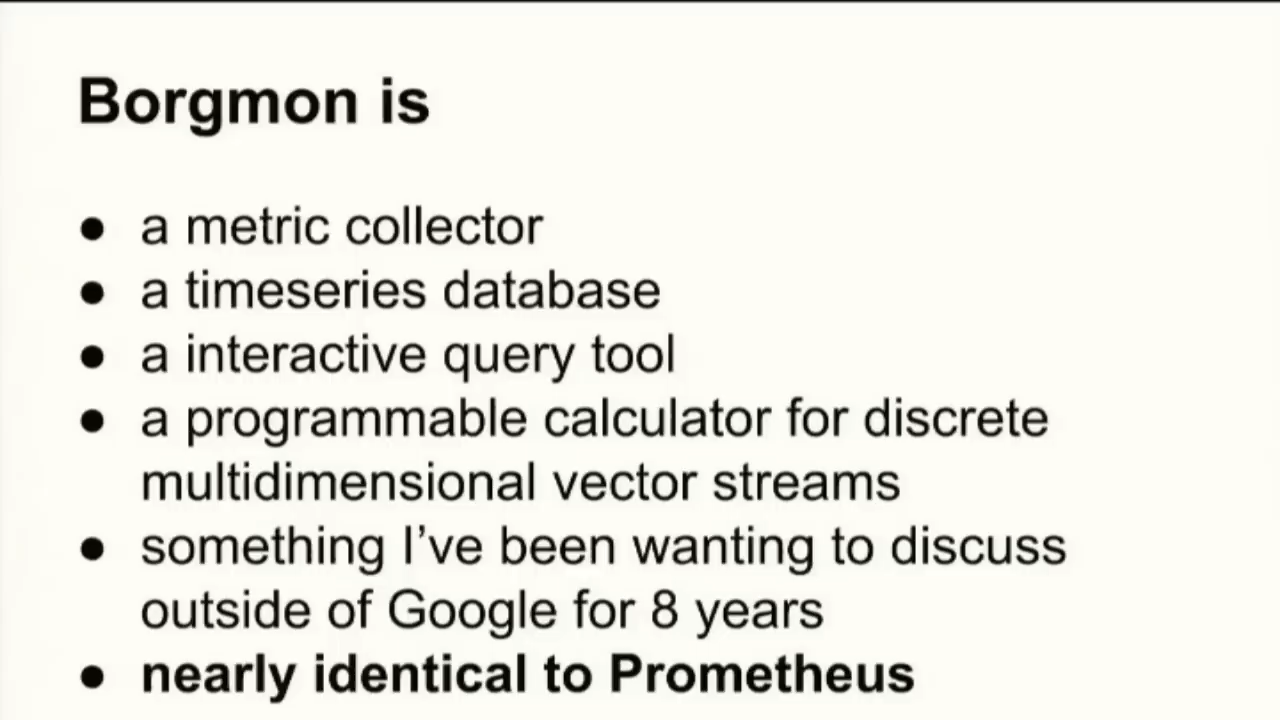 Borgmon is
● a metric collector
● a timeseries database
● a interactive query tool
● a programmable calculator for discrete
multidimensional vector streams
● something I’ve been wanting to discuss
outside of Google for 8 years
● nearly identical to Prometheus